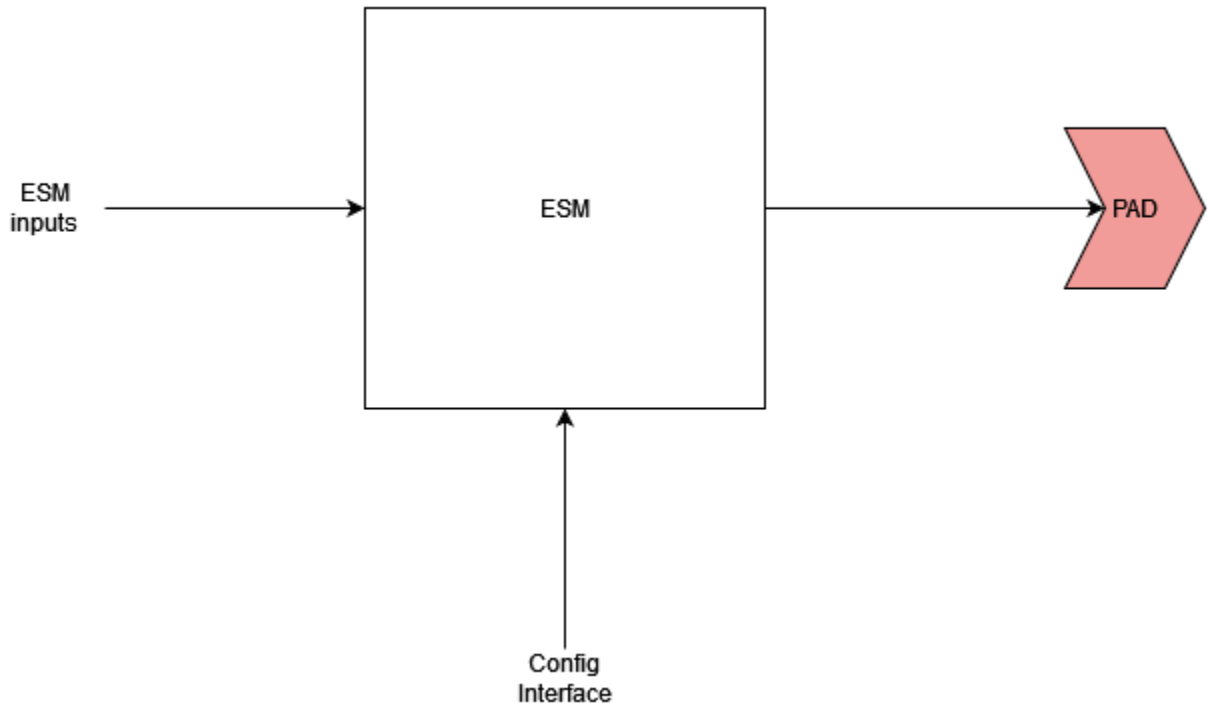 ESM
inputs
ESM
PAD
Config
Interface